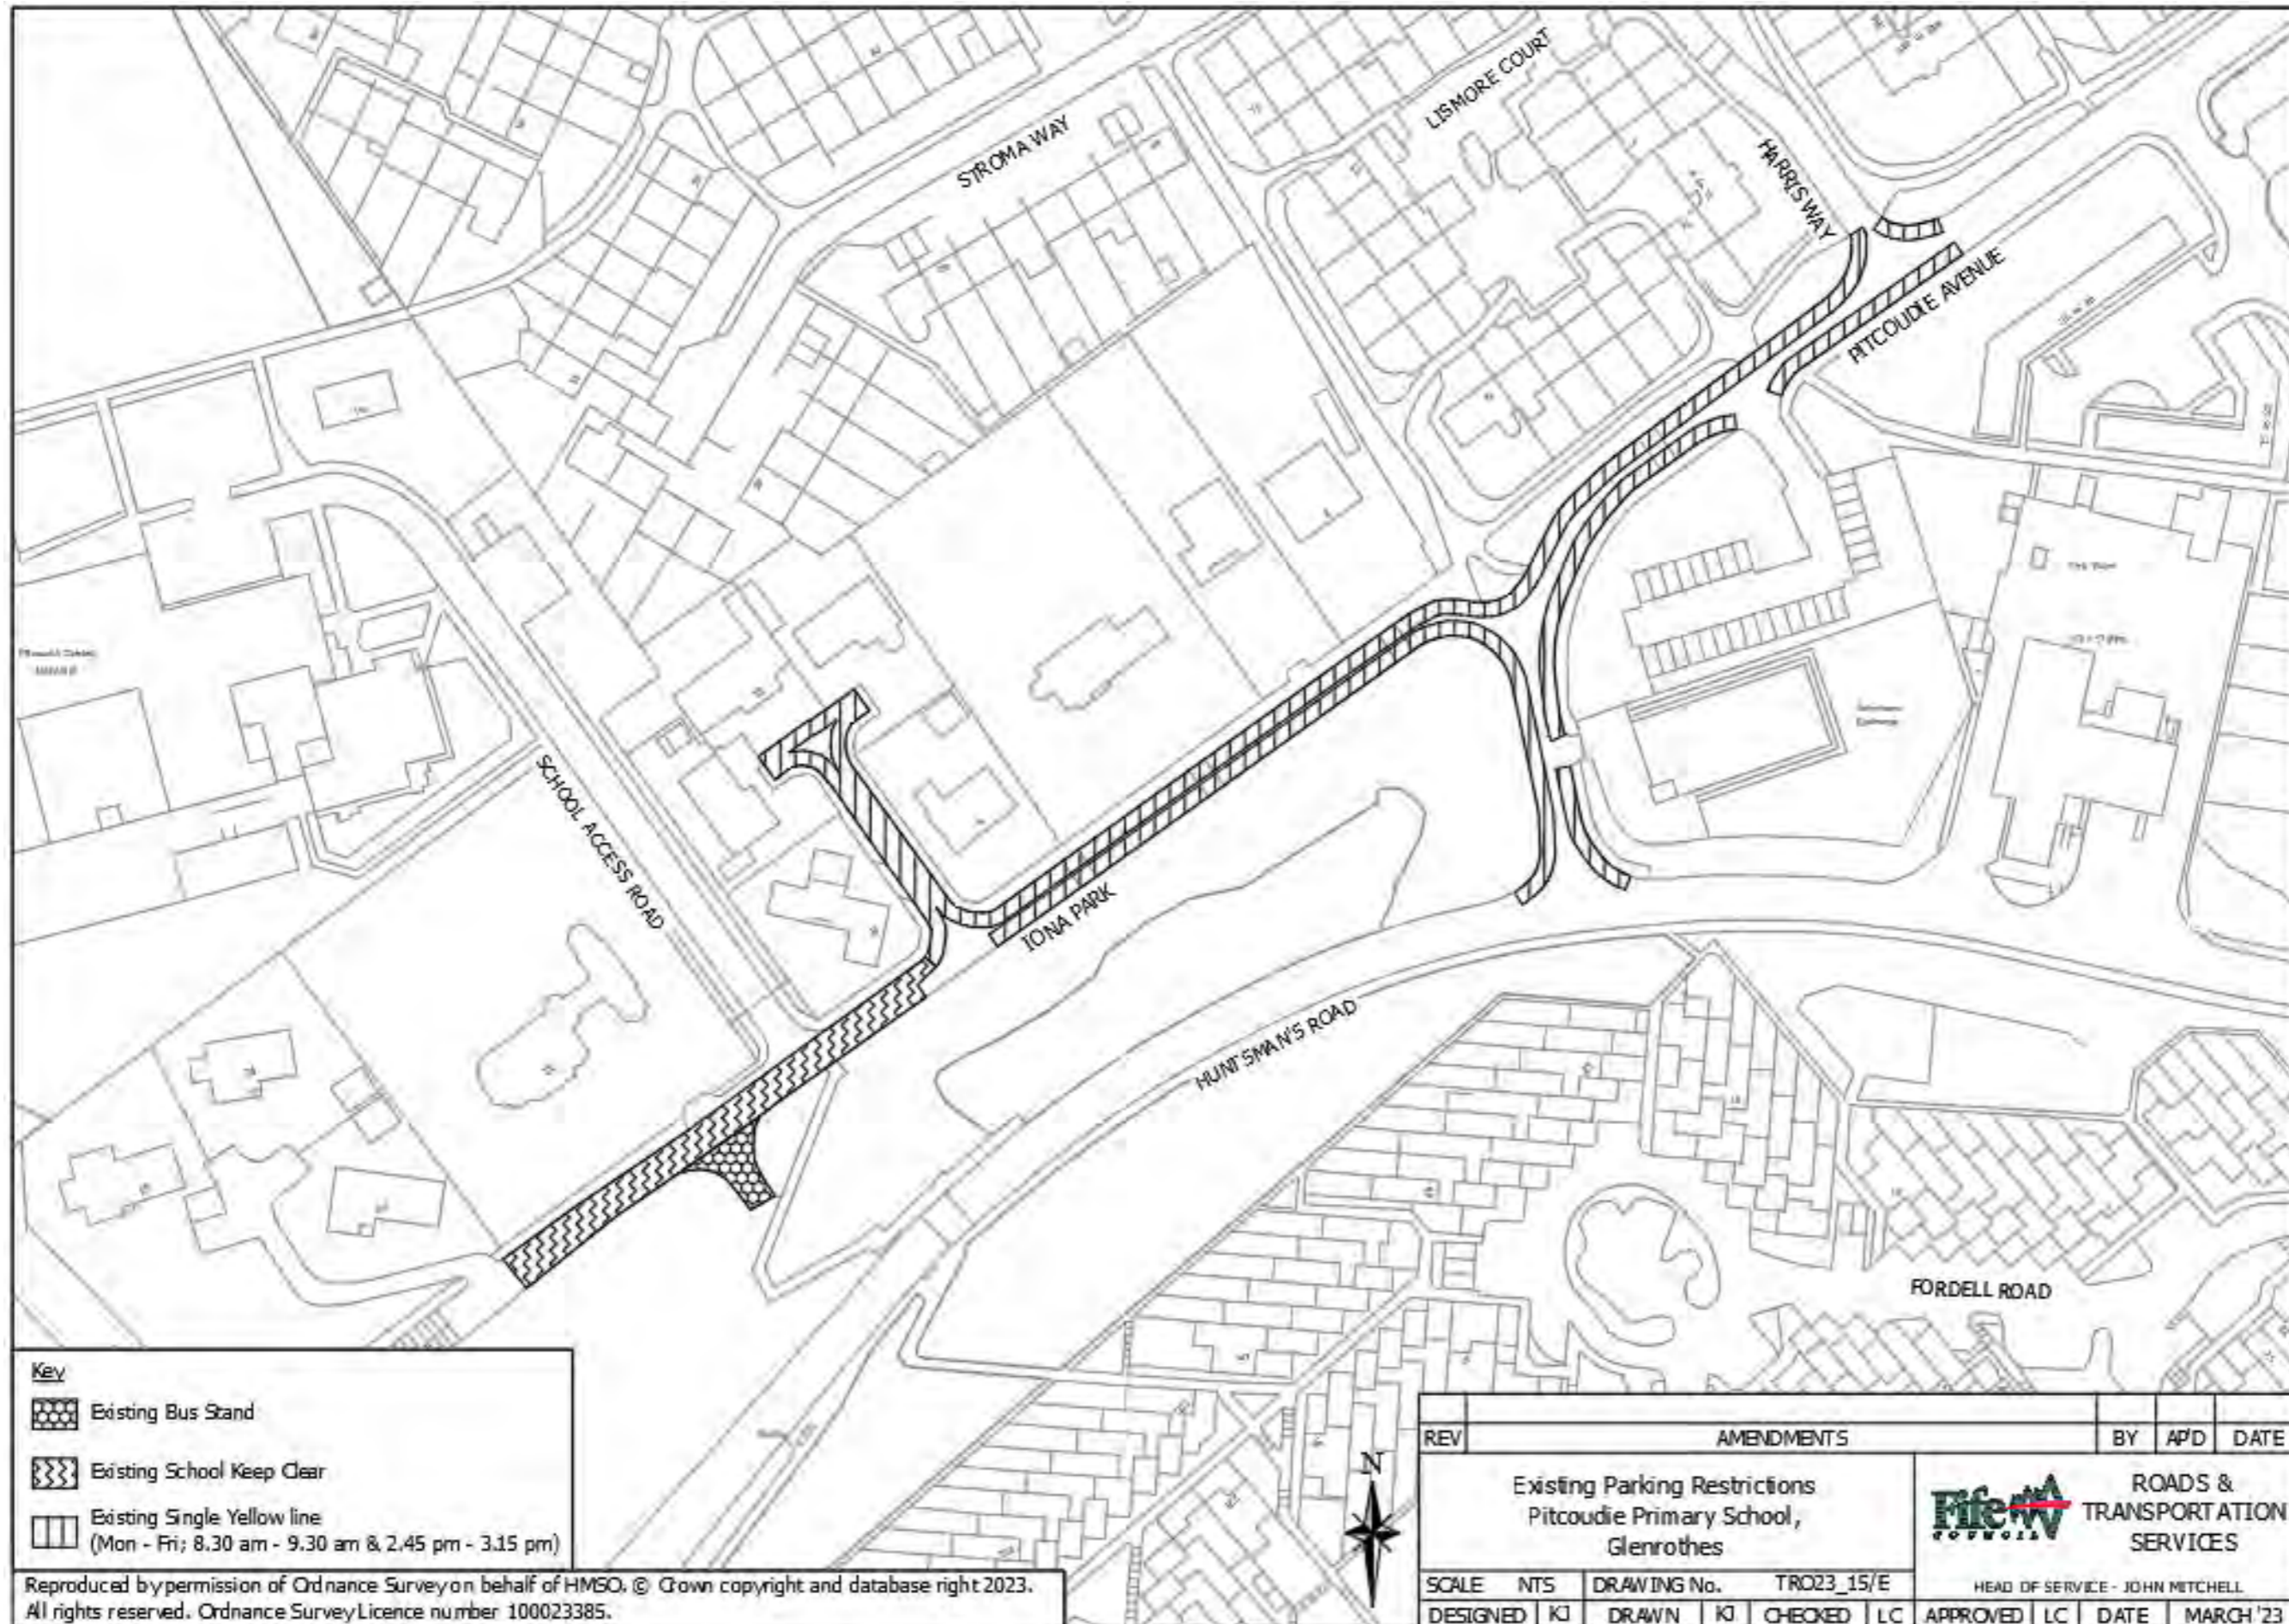 STROMA WAY
LISMORE COURT
HARRIS WAY
PITCOUDIE AVENUE
SCHOOL ACCESS ROAD
IONA PARK
HUNTSMAN'S ROAD
FORDELL ROAD
Key
Existing Bus Stand
Existing School Keep Clear
Existing Single Yellow line
(Mon - Fri; 8.30 am - 9.30 am & 2.45 pm - 3.15 pm)
Reproduced by permission of Ordnance Survey on behalf of HMSO. © Crown copyright and database right 2023.
All rights reserved. Ordnance Survey Licence number 100023385.
N
REV AMENDMENTS BY AP'D DATE
Existing Parking Restrictions
Pitcoudie Primary School,
Glenrothes
Fife
COUNCIL
ROADS &
TRANSPORTATION
SERVICES
SCALE NTS DRAWING No. TRO23_15/E
HEAD OF SERVICE - JOHN MITCHELL
DESIGNED KJ DRAWN KJ CHECKED LC APPROVED LC DATE MARCH '23